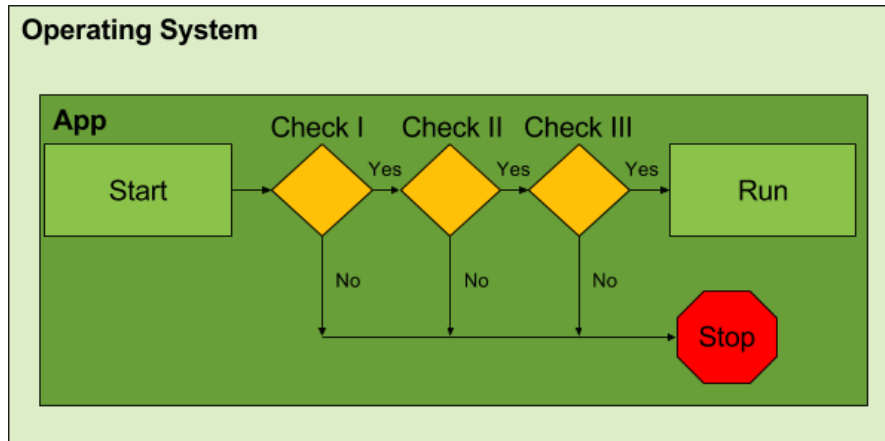 Operating System
App
Check I
Check II
Check III
Start
Yes
Yes
Yes
Run
No
No
No
Stop